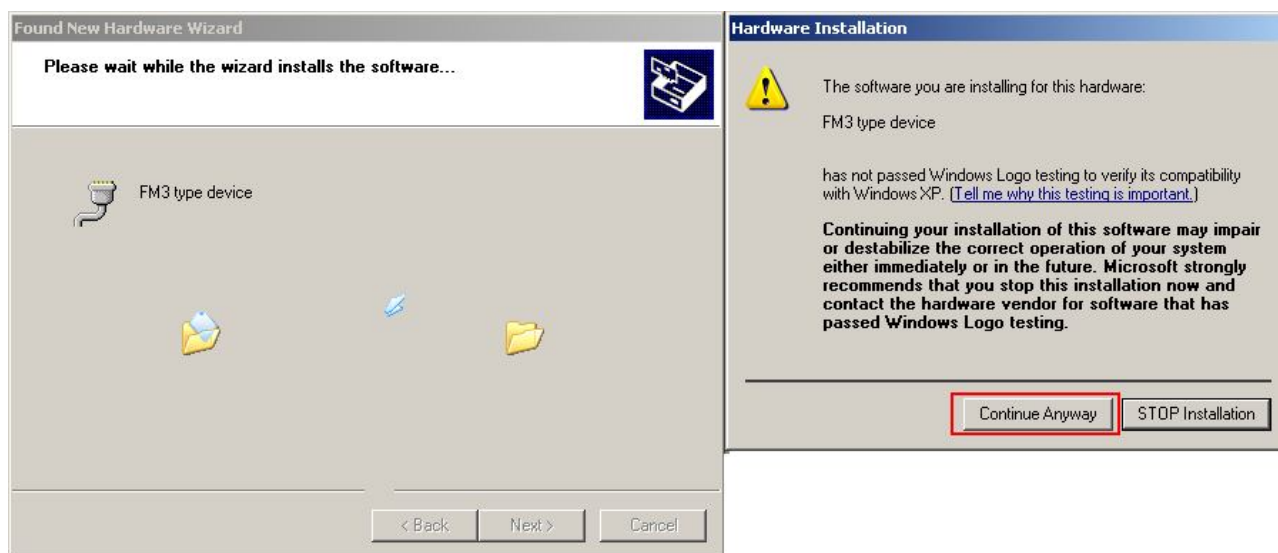 Found New Hardware Wizard
Please wait while the wizard installs the software...
FM3 type device
< Back
Next >
Cancel
Hardware Installation
The software you are installing for this hardware:
FM3 type device
has not passed Windows Logo testing to verify its compatibility
with Windows XP. (Tell me why this testing is important.)
Continuing your installation of this software may impair
or destabilize the correct operation of your system
either immediately or in the future. Microsoft strongly
recommends that you stop this installation now and
contact the hardware vendor for software that has
passed Windows Logo testing.
Continue Anyway
STOP Installation